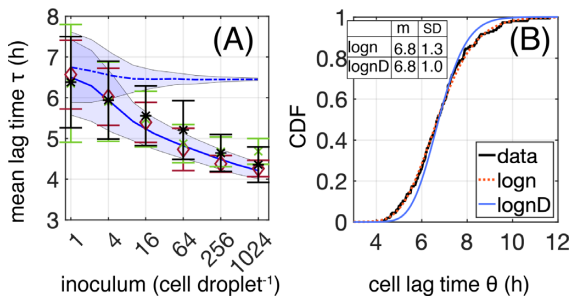 (A)
mean lag time τ (h)
8
7
6
5
4
3
1
4
16
64
256
1024
inoculum (cell droplet⁻¹)
(B)
m SD
logn 6.8 1.3
lognD 6.8 1.0
CDF
1
0.8
0.6
0.4
0.2
0
4 6 8 10 12
data
logn
lognD
cell lag time θ (h)